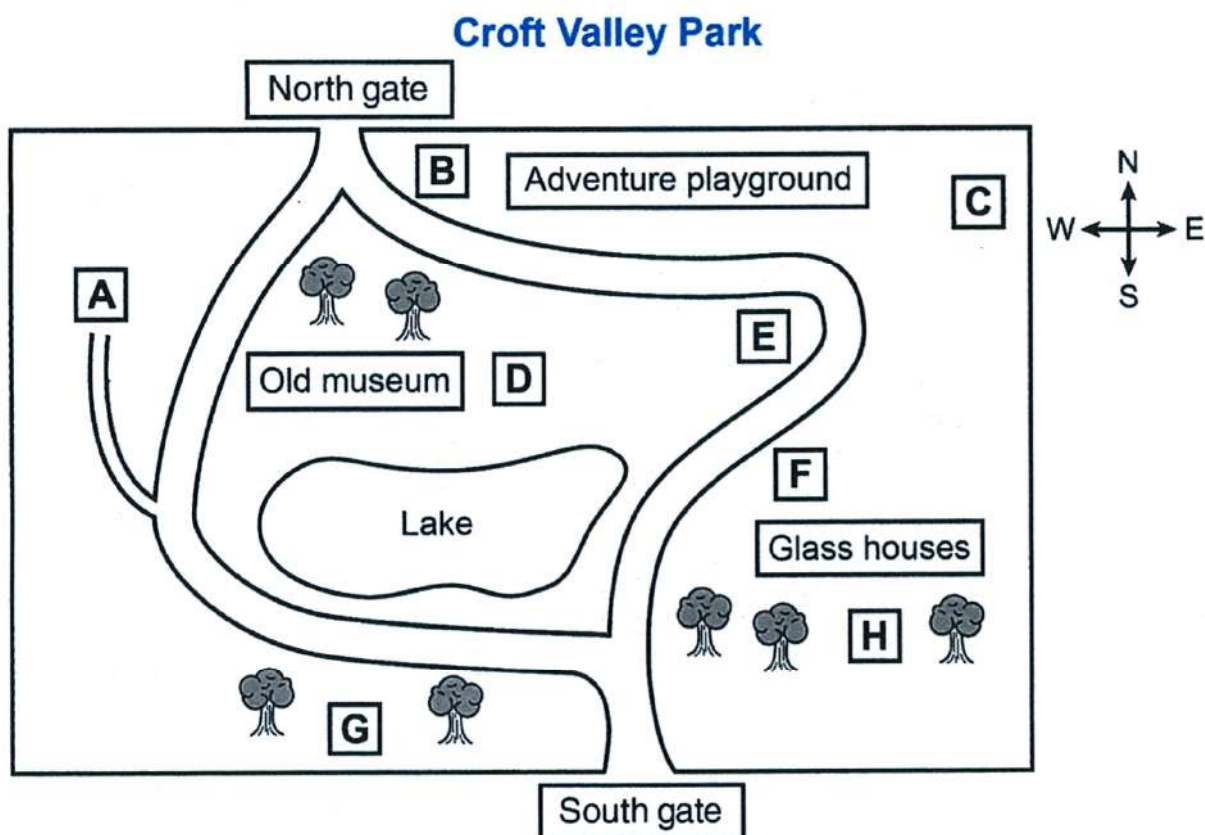 Croft Valley Park
North gate
B
Adventure playground
C
N
W
E
S
A
E
Old museum
D
F
Lake
Glass houses
H
G
South gate